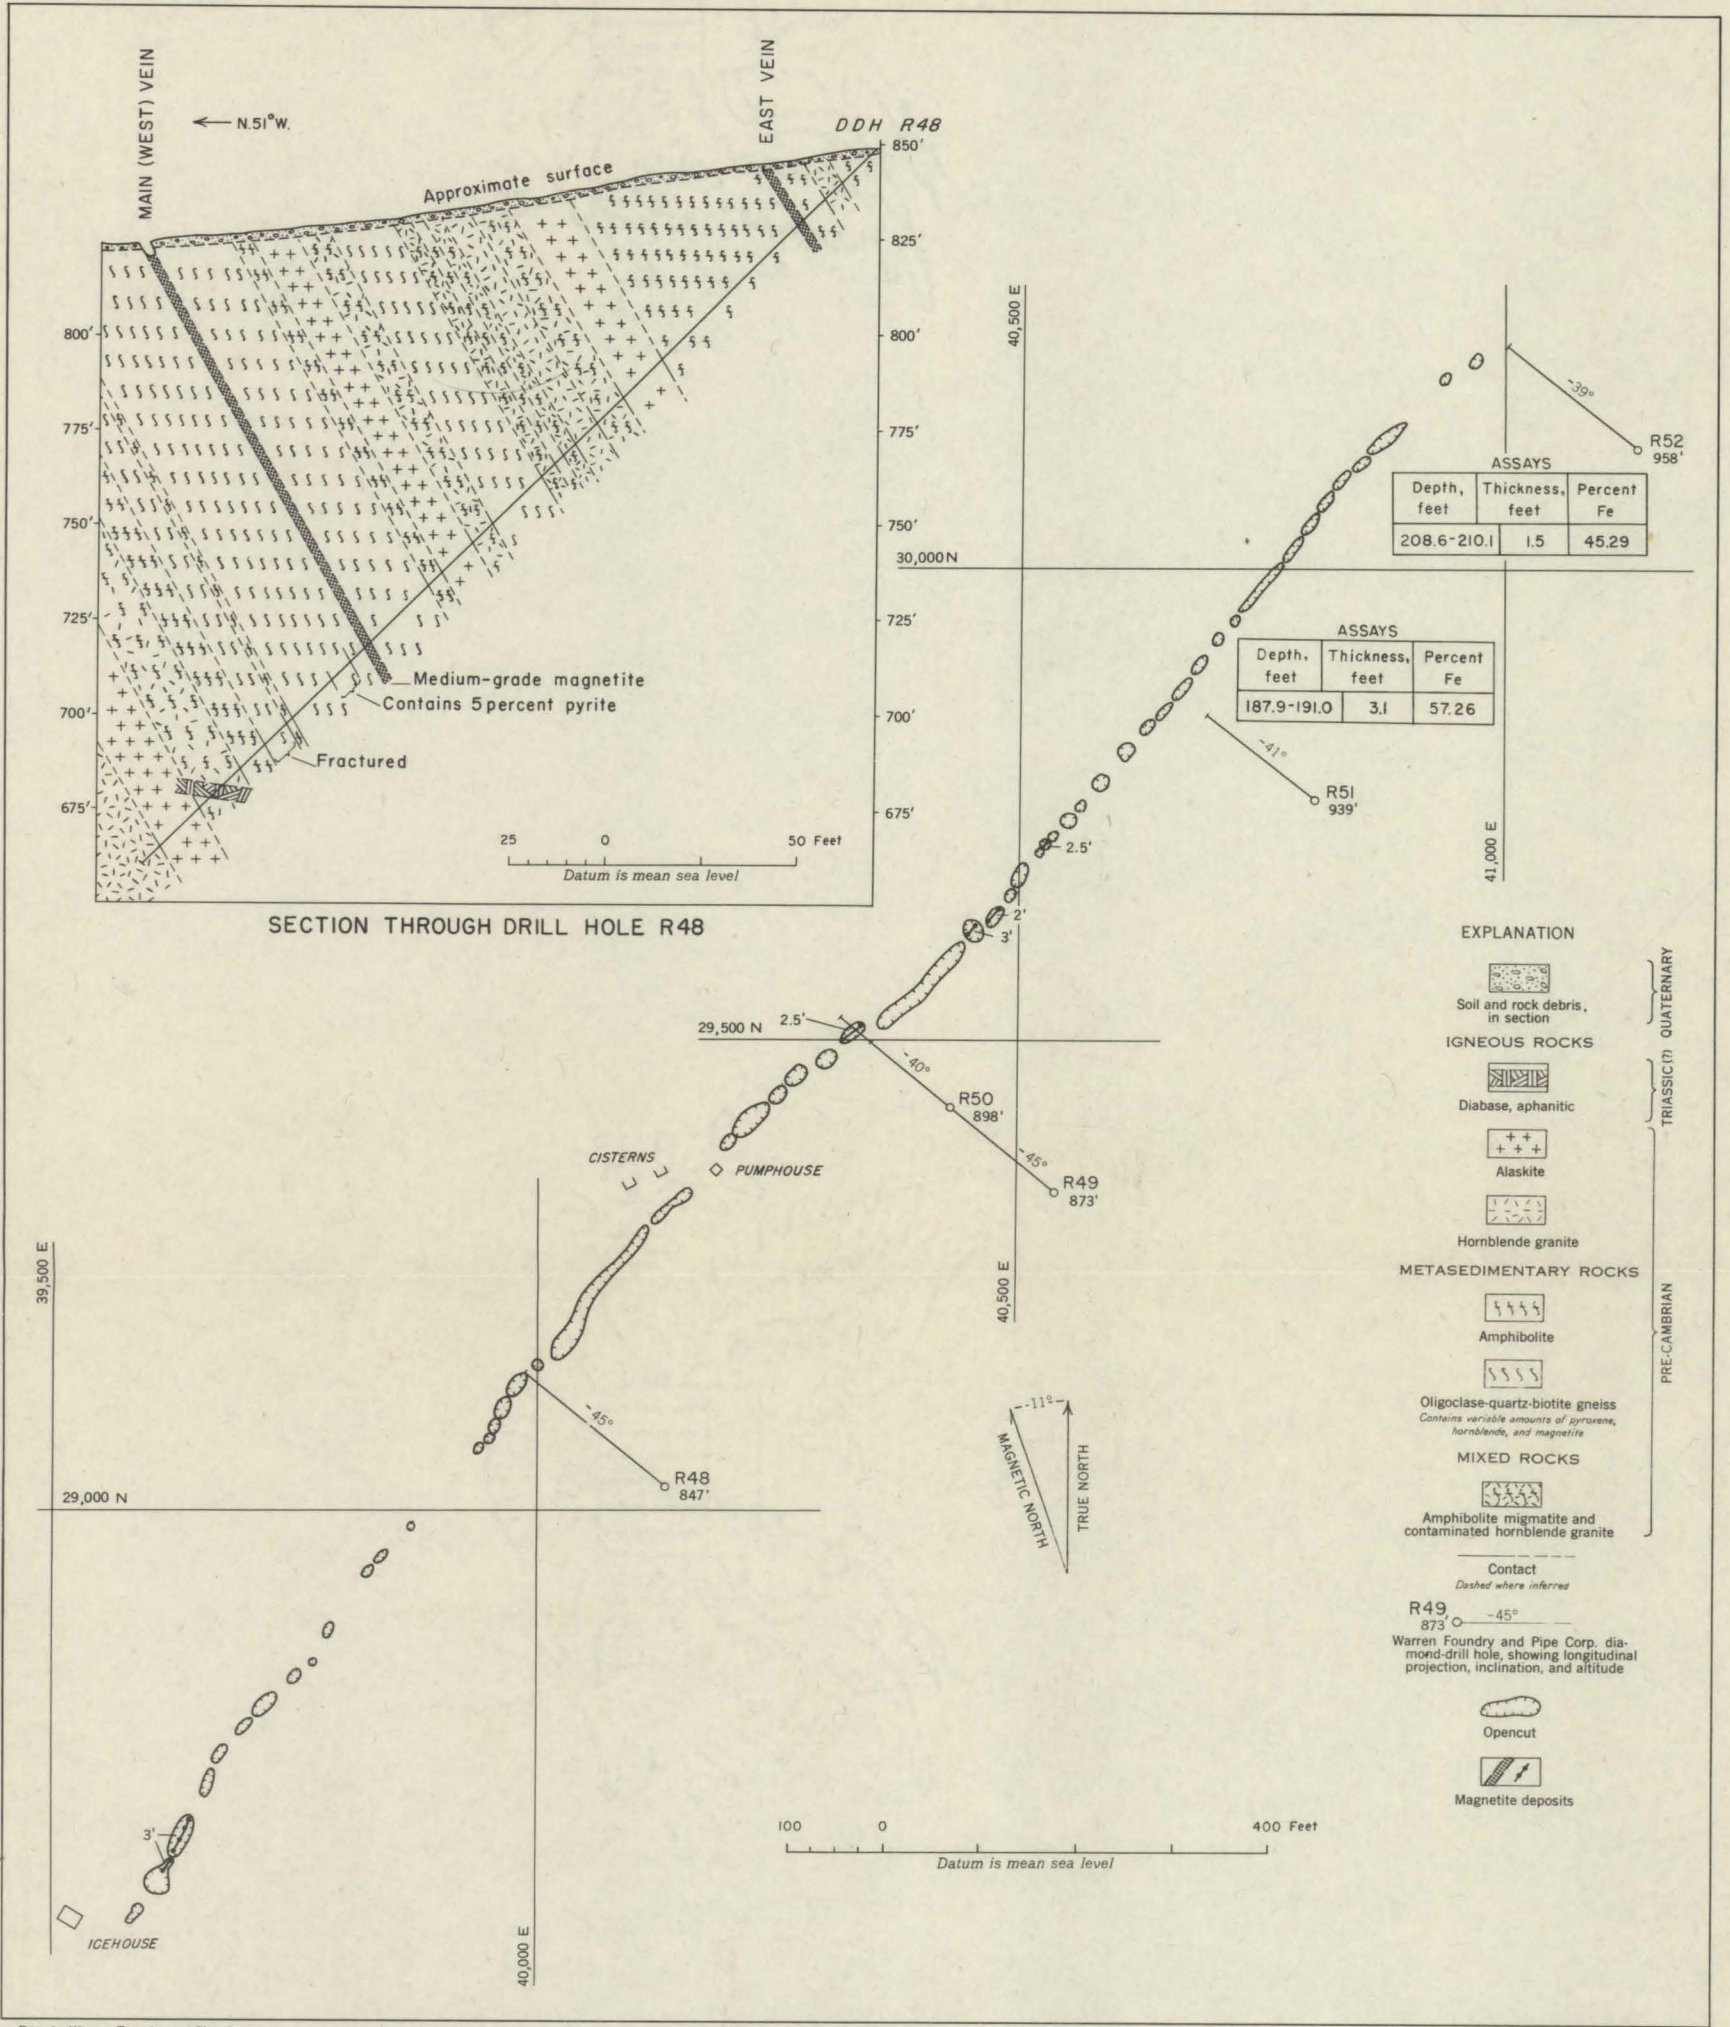 MAIN (WEST) VEIN
← N.51°W.
EAST VEIN
DDH R48
Approximate surface
850'
825'
800'
775'
750'
725'
700'
675'
800'
775'
750'
725'
700'
675'
Medium-grade magnetite
Contains 5 percent pyrite
Fractured
25 0 50 Feet
Datum is mean sea level
SECTION THROUGH DRILL HOLE R48
40,500 E
-39°
R52
958'
ASSAYS
Depth, feet Thickness, feet Percent Fe
208.6-210.1 1.5 45.29
30,000 N
ASSAYS
Depth, feet Thickness, feet Percent Fe
187.9-191.0 3.1 57.26
-41°
R51
939'
41,000 E
2.5'
2'
3'
2.5'
29,500 N
-40°
R50
898'
-45°
R49
873'
CISTERNS
PUMPHOUSE
39,500 E
40,500 E
-45°
R48
847'
29,000 N
-11°
MAGNETIC NORTH
TRUE NORTH
3'
ICEHOUSE
40,000 E
100 0 400 Feet
Datum is mean sea level
EXPLANATION
Soil and rock debris,
in section
QUATERNARY
IGNEOUS ROCKS
Diabase, aphanitic
TRIASSIC(?)
Alaskite
Hornblende granite
METASEDIMENTARY ROCKS
Amphibolite
Oligoclase-quartz-biotite gneiss
Contains variable amounts of pyroxene,
hornblende, and magnetite
MIXED ROCKS
Amphibolite migmatite and
contaminated hornblende granite
PRE-CAMBRIAN
Contact
Dashed where inferred
R49
873'
-45°
Warren Foundry and Pipe Corp. dia-
mond-drill hole, showing longitudinal
projection, inclination, and altitude
Opencut
Magnetite deposits